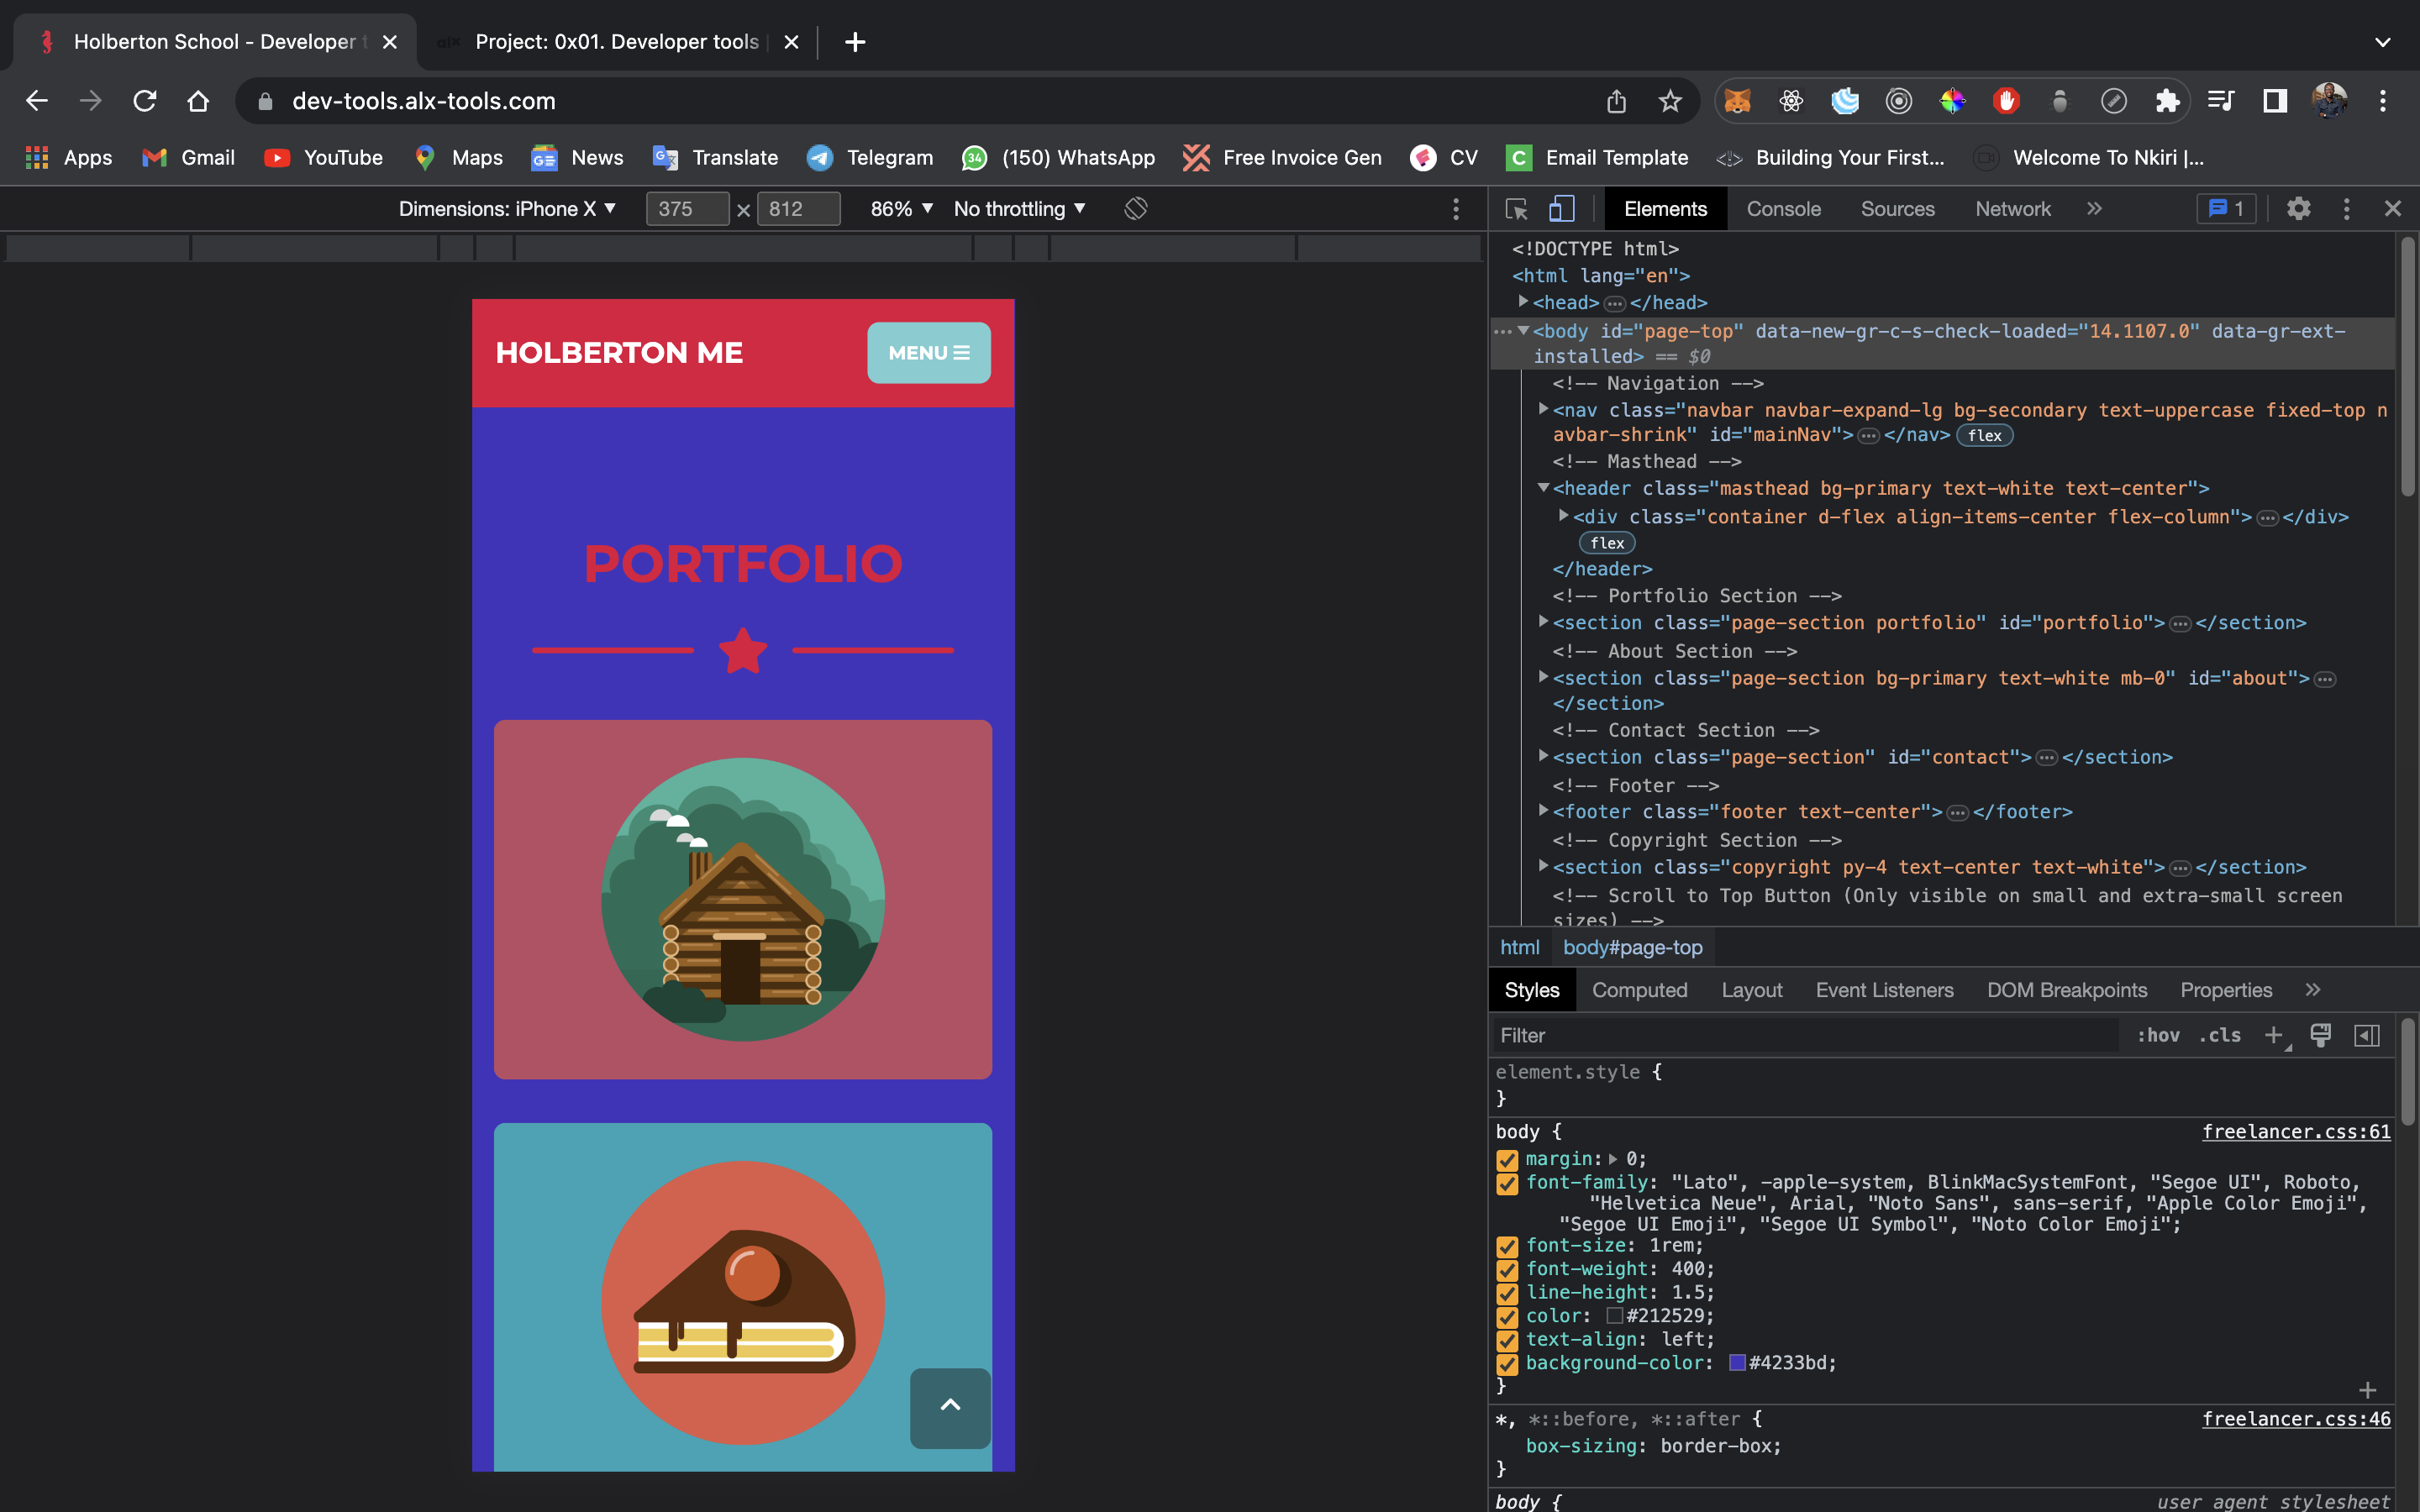 Holberton School - Developer t
alx Project: 0x01. Developer tools |
dev-tools.alx-tools.com
Apps Gmail YouTube Maps News Translate Telegram 34 (150) WhatsApp Free Invoice Gen CV C Email Template Building Your First... Welcome To Nkiri |...
Dimensions: iPhone X ▼ 375 × 812 86% ▼ No throttling ▼
Elements Console Sources Network » 1
HOLBERTON ME
MENU
PORTFOLIO
<!DOCTYPE html>
<html lang="en">
<head>…</head>
<body id="page-top" data-new-gr-c-s-check-loaded="14.1107.0" data-gr-ext-
installed> == $0
<!-- Navigation -->
<nav class="navbar navbar-expand-lg bg-secondary text-uppercase fixed-top n
avbar-shrink" id="mainNav">…</nav> flex
<!-- Masthead -->
<header class="masthead bg-primary text-white text-center">
<div class="container d-flex align-items-center flex-column">…</div>
flex
</header>
<!-- Portfolio Section -->
<section class="page-section portfolio" id="portfolio">…</section>
<!-- About Section -->
<section class="page-section bg-primary text-white mb-0" id="about">…
</section>
<!-- Contact Section -->
<section class="page-section" id="contact">…</section>
<!-- Footer -->
<footer class="footer text-center">…</footer>
<!-- Copyright Section -->
<section class="copyright py-4 text-center text-white">…</section>
<!-- Scroll to Top Button (Only visible on small and extra-small screen
sizes) -->
html body#page-top
Styles Computed Layout Event Listeners DOM Breakpoints Properties »
Filter :hov .cls +
element.style {
}
body { freelancer.css:61
margin: 0;
font-family: "Lato", -apple-system, BlinkMacSystemFont, "Segoe UI", Roboto,
"Helvetica Neue", Arial, "Noto Sans", sans-serif, "Apple Color Emoji",
"Segoe UI Emoji", "Segoe UI Symbol", "Noto Color Emoji";
font-size: 1rem;
font-weight: 400;
line-height: 1.5;
color: #212529;
text-align: left;
background-color: #4233bd;
}
*, *::before, *::after { freelancer.css:46
box-sizing: border-box;
}
body { user agent stylesheet